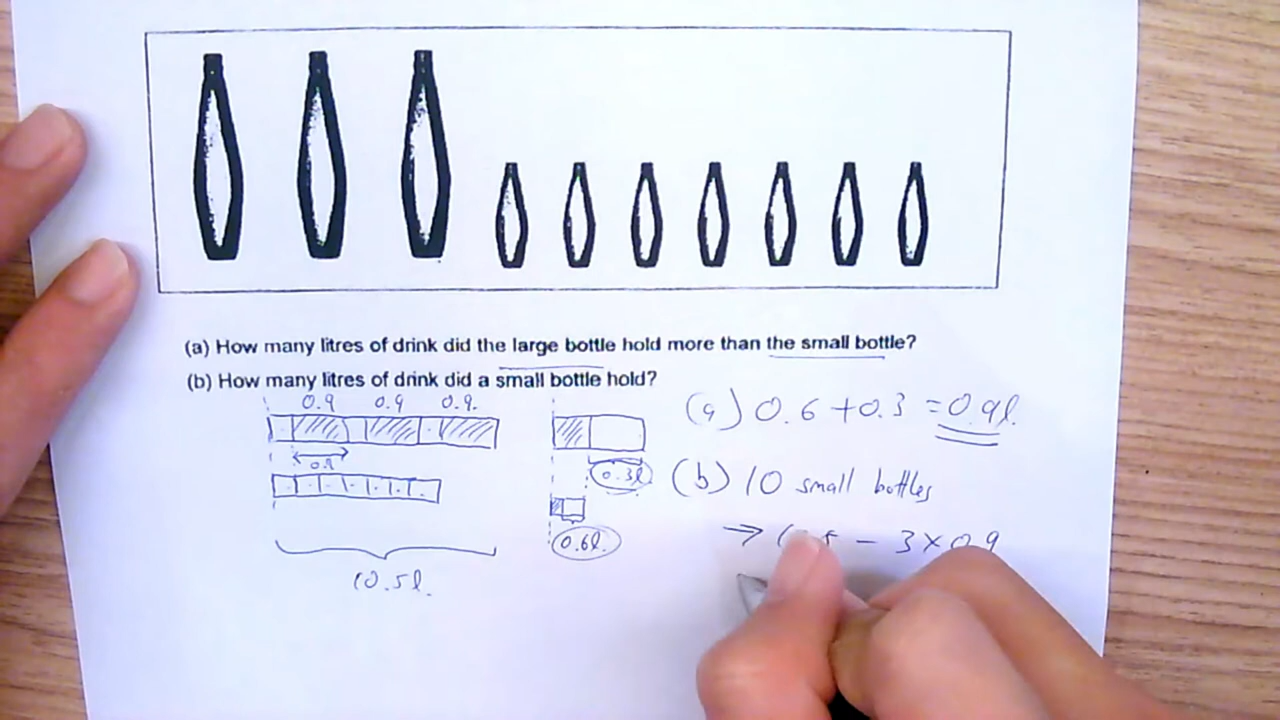 (a) How many litres of drink did the large bottle hold more than the small bottle?
(b) How many litres of drink did a small bottle hold?
0.9 0.9 0.9.
0.9
10.5l.
0.3l
0.6l.
(a) 0.6 + 0.3 = 0.9l.
(b) 10 small bottles
→ - 3 × 0.9